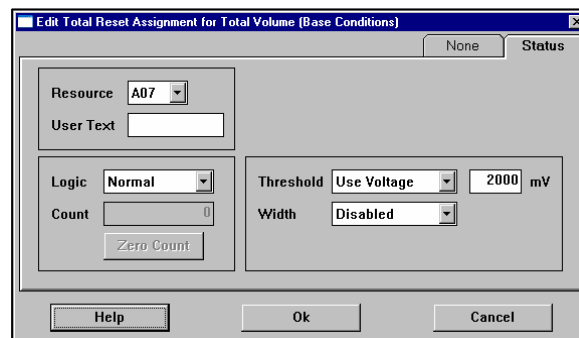 Edit Total Reset Assignment for Total Volume (Base Conditions)
None Status
Resource A07
User Text
Logic Normal
Count 0
Zero Count
Threshold Use Voltage 2000 mV
Width Disabled
Help Ok Cancel